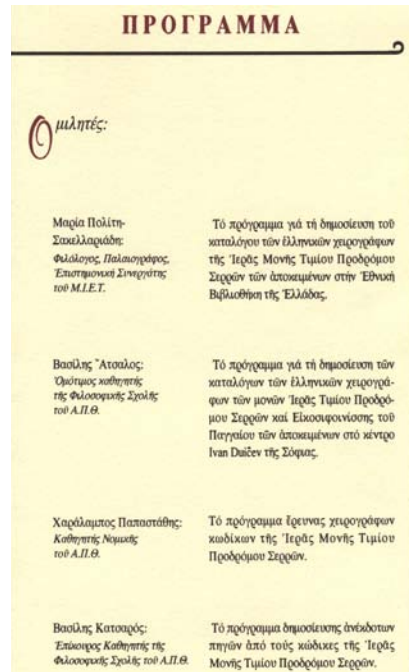 ΠΡΟΓΡΑΜΜΑ
Ὁμιλητές:
Μαρία Πολίτη-
Σακελλαριάδη:
Φιλόλογος, Παλαιογράφος,
Ἐπιστημονική Συνεργάτης
τοῦ Μ.Ι.Ε.Τ.
Τό πρόγραμμα γιά τή δημοσίευση τοῦ
καταλόγου τῶν ἑλληνικῶν χειρογράφων
τῆς Ἱερᾶς Μονῆς Τιμίου Προδρόμου
Σερρῶν τῶν ἀποκειμένων στήν Ἐθνική
Βιβλιοθήκη τῆς Ἑλλάδας.
Βασίλης Ἄτσαλος:
Ὁμότιμος καθηγητής
τῆς Φιλοσοφικῆς Σχολῆς
τοῦ Α.Π.Θ.
Τό πρόγραμμα γιά τή δημοσίευση τῶν
καταλόγων τῶν ἑλληνικῶν χειρογρά-
φων τῶν μονῶν Ἱερᾶς Τιμίου Προδρό-
μου Σερρῶν καί Εἰκοσιφοινίσσης τοῦ
Παγγαίου τῶν ἀποκειμένων στό κέντρο
Ivan Duičev τῆς Σόφιας.
Χαράλαμπος Παπαστάθης:
Καθηγητής Νομικῆς
τοῦ Α.Π.Θ.
Τό πρόγραμμα ἔρευνας χειρογράφων
κωδίκων τῆς Ἱερᾶς Μονῆς Τιμίου
Προδρόμου Σερρῶν.
Βασίλης Κατσαρός:
Ἐπίκουρος Καθηγητής τῆς
Φιλοσοφικῆς Σχολῆς τοῦ Α.Π.Θ.
Τό πρόγραμμα δημοσίευσης ἀνέκδοτων
πηγῶν ἀπό τούς κώδικες τῆς Ἱερᾶς
Μονῆς Τιμίου Προδρόμου Σερρῶν.